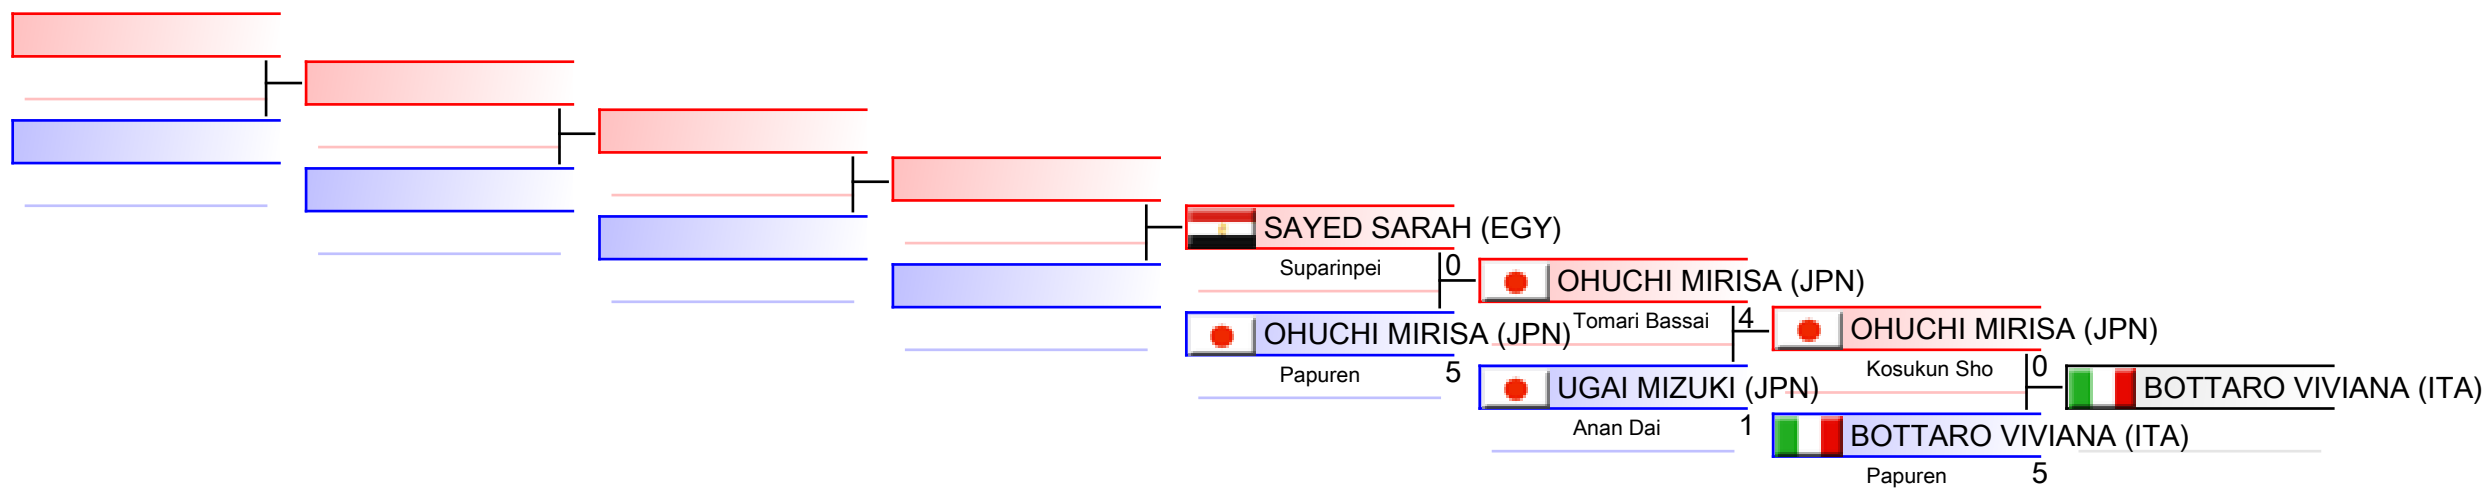 SAYED SARAH (EGY)
Suparinpei
0
OHUCHI MIRISA (JPN)
Papuren
5
OHUCHI MIRISA (JPN)
Tomari Bassai
4
UGAI MIZUKI (JPN)
Anan Dai
1
OHUCHI MIRISA (JPN)
Kosukun Sho
0
BOTTARO VIVIANA (ITA)
Papuren
5
BOTTARO VIVIANA (ITA)